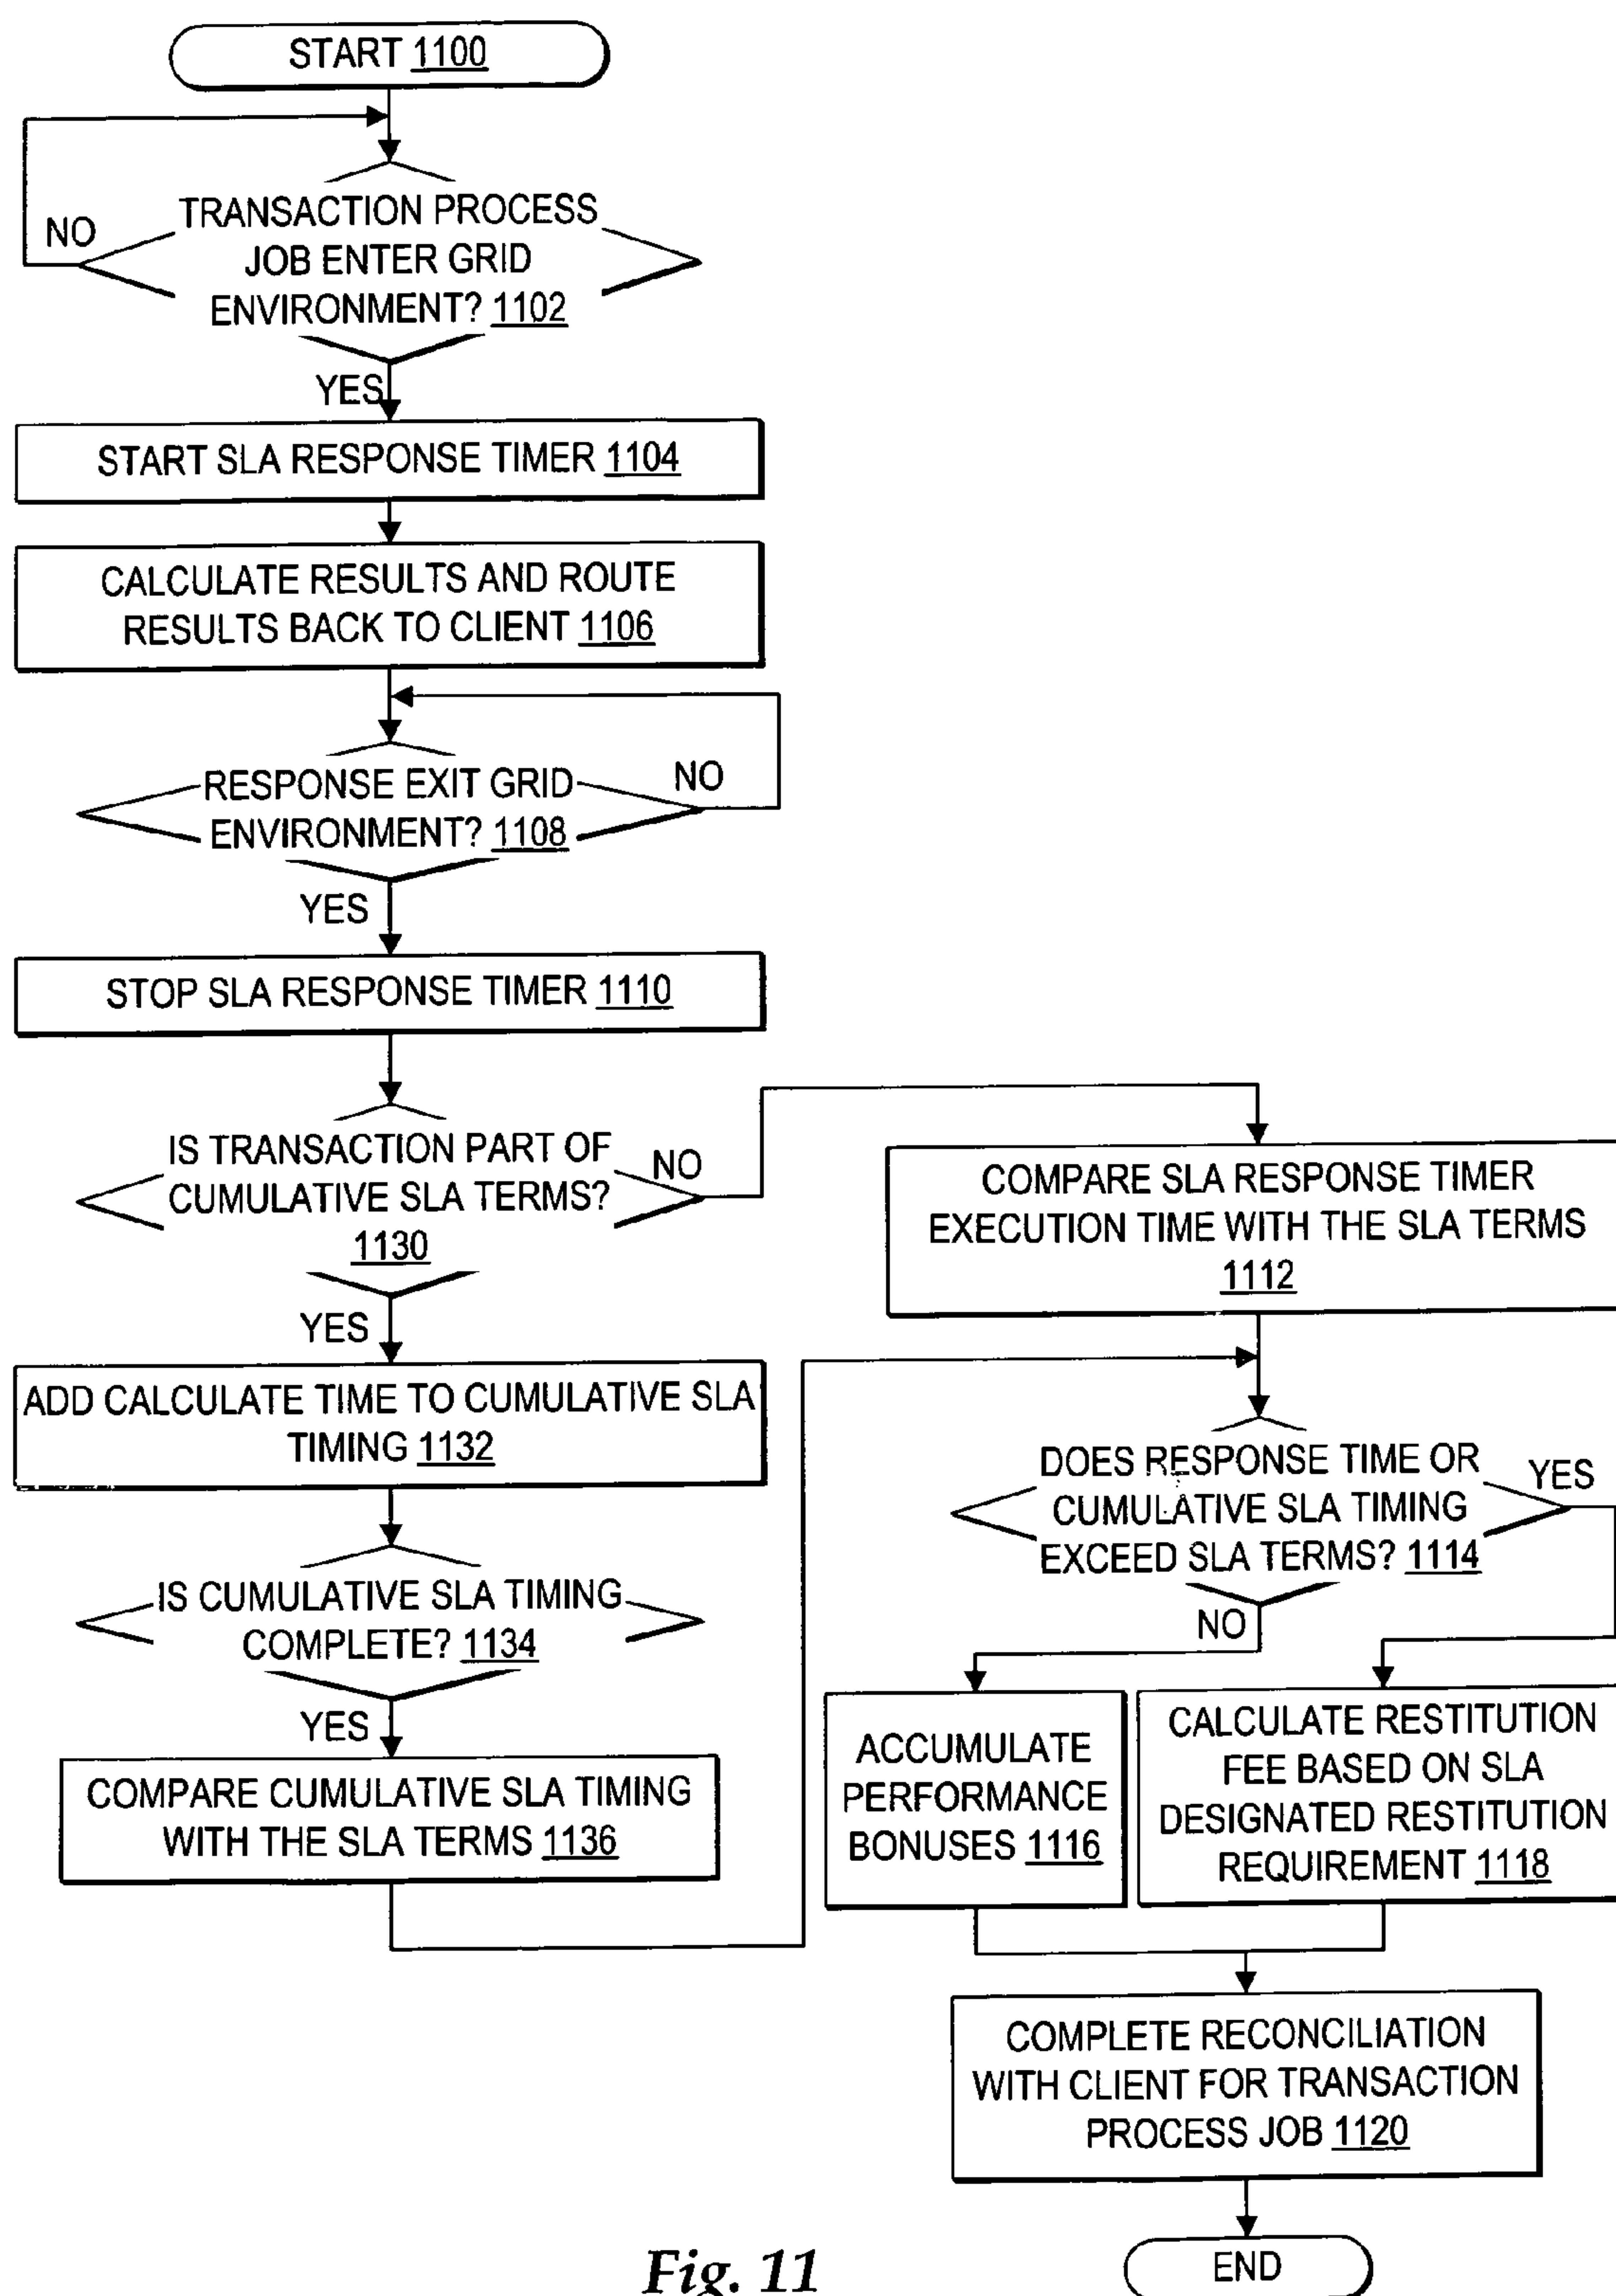 START 1100
TRANSACTION PROCESS
JOB ENTER GRID
ENVIRONMENT? 1102
NO
YES
START SLA RESPONSE TIMER 1104
CALCULATE RESULTS AND ROUTE
RESULTS BACK TO CLIENT 1106
RESPONSE EXIT GRID
ENVIRONMENT? 1108
NO
YES
STOP SLA RESPONSE TIMER 1110
IS TRANSACTION PART OF
CUMULATIVE SLA TERMS?
1130
NO
YES
ADD CALCULATE TIME TO CUMULATIVE SLA
TIMING 1132
IS CUMULATIVE SLA TIMING
COMPLETE? 1134
YES
COMPARE CUMULATIVE SLA TIMING
WITH THE SLA TERMS 1136
COMPARE SLA RESPONSE TIMER
EXECUTION TIME WITH THE SLA TERMS
1112
DOES RESPONSE TIME OR
CUMULATIVE SLA TIMING
EXCEED SLA TERMS? 1114
YES
NO
ACCUMULATE
PERFORMANCE
BONUSES 1116
CALCULATE RESTITUTION
FEE BASED ON SLA
DESIGNATED RESTITUTION
REQUIREMENT 1118
COMPLETE RECONCILIATION
WITH CLIENT FOR TRANSACTION
PROCESS JOB 1120
END
Fig. 11